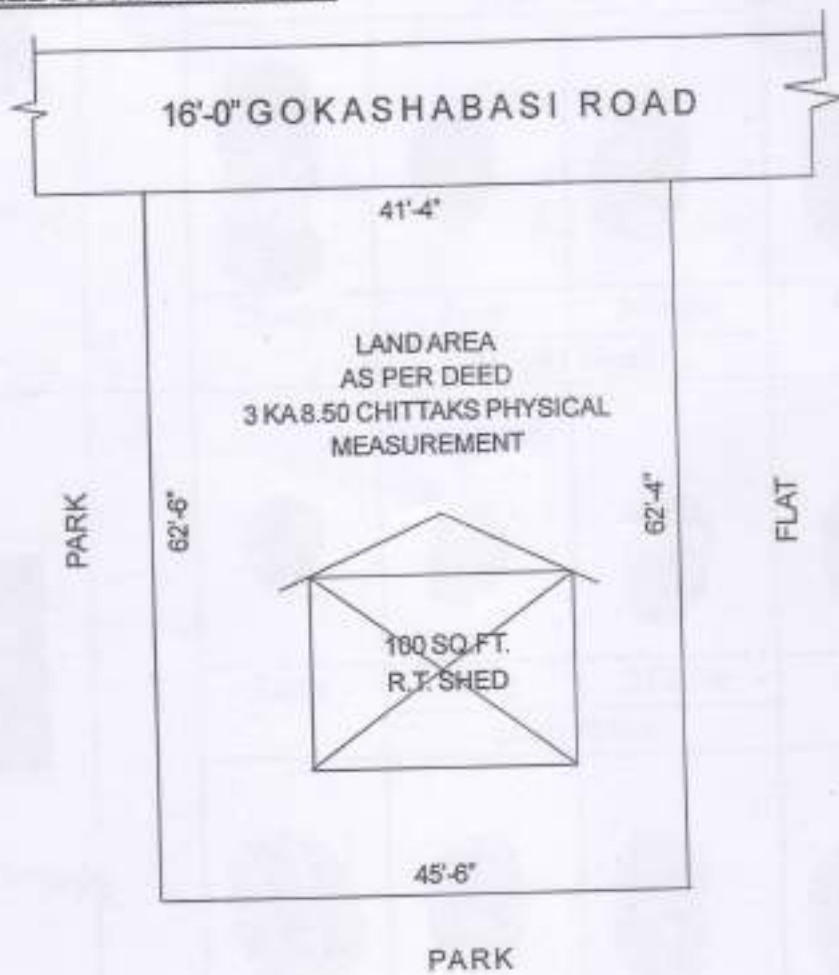 16'-0" GOKASHABASI ROAD
41'-4"
LAND AREA
AS PER DEED
3 KA 8.50 CHITTAKS PHYSICAL
MEASUREMENT
PARK
62'-6"
62'-4"
FLAT
100 SQ.FT.
R.T. SHED
45'-6"
PARK